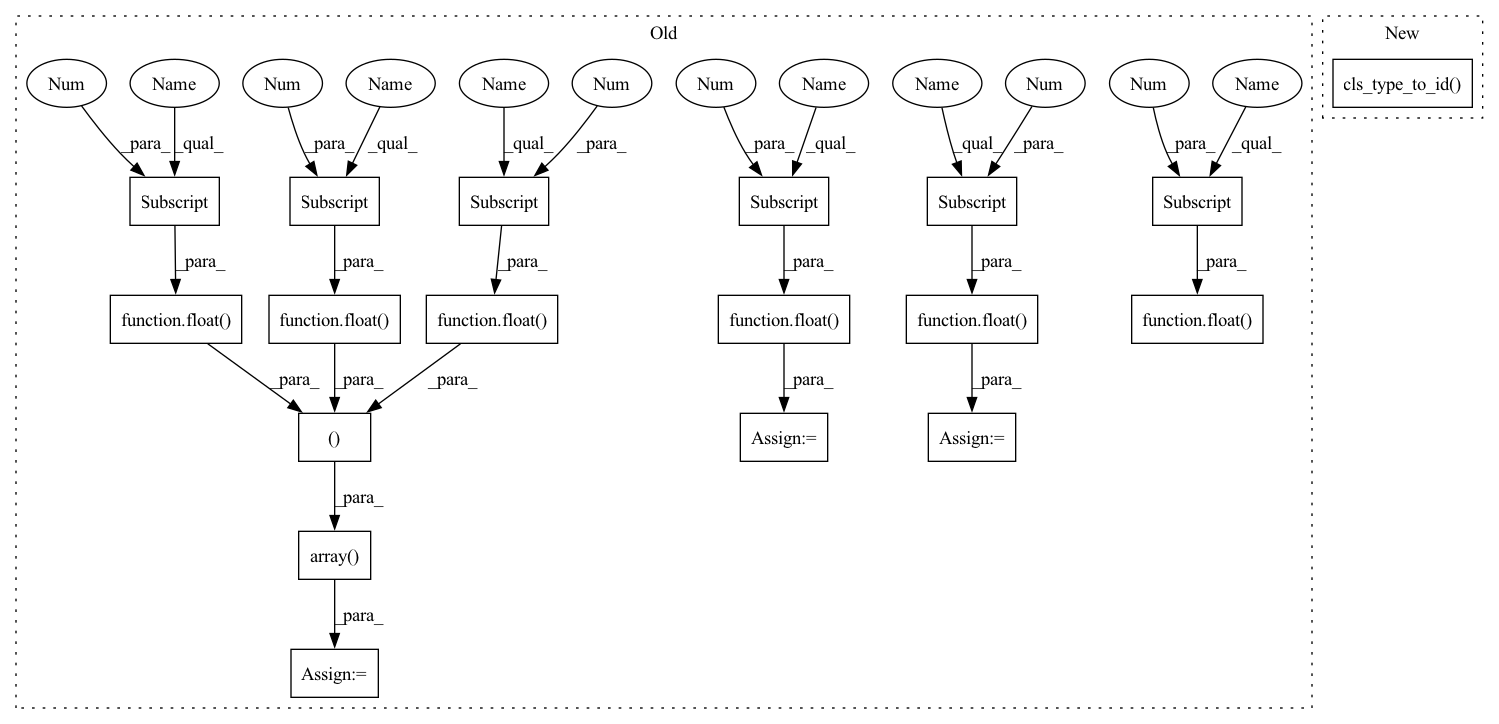 Old
New
Num Name Num Name Name Num Num Name Name Num Num Name
cls_type_to_id()
_para_ _qual_ _para_ _qual_ _qual_ _para_ _para_ _qual_ _qual_ _para_ _para_ _qual_
Subscript Subscript Subscript Subscript Subscript Subscript
_para_ _para_ _para_ _para_ _para_ _para_
function.float() function.float() function.float() function.float() function.float() function.float()
_para_ _para_ _para_ _para_ _para_
() Assign:= Assign:=
_para_
array()
_para_
Assign:=